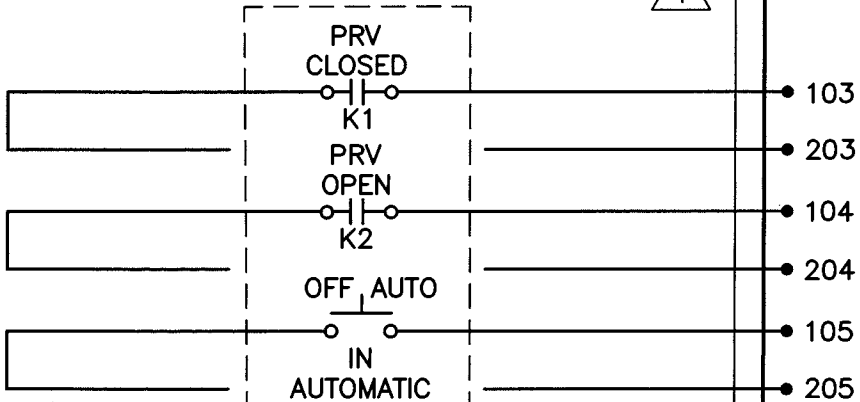 PRV
CLOSED
103
K1
203
PRV
OPEN
104
K2
204
OFF AUTO
105
IN
AUTOMATIC
205